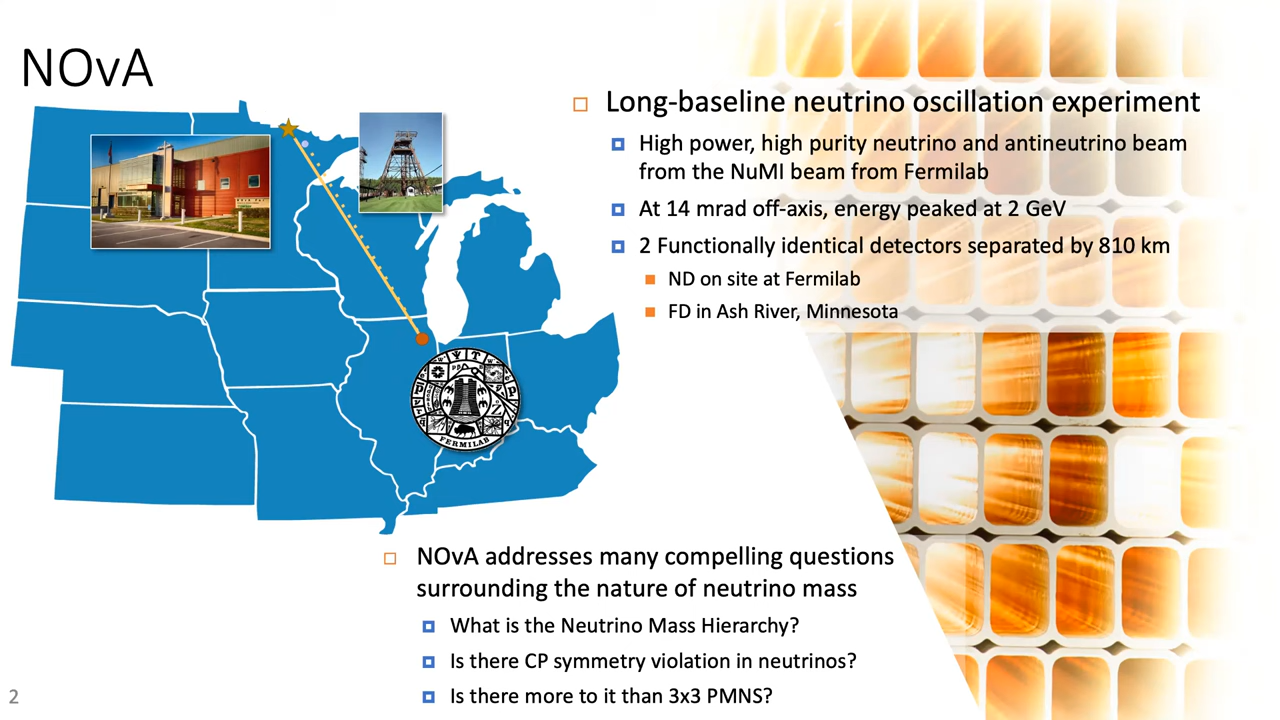 NOvA
Long-baseline neutrino oscillation experiment
High power, high purity neutrino and antineutrino beam
from the NuMI beam from Fermilab
At 14 mrad off-axis, energy peaked at 2 GeV
2 Functionally identical detectors separated by 810 km
ND on site at Fermilab
FD in Ash River, Minnesota
FERMILAB
NOvA addresses many compelling questions
surrounding the nature of neutrino mass
What is the Neutrino Mass Hierarchy?
Is there CP symmetry violation in neutrinos?
Is there more to it than 3x3 PMNS?
2